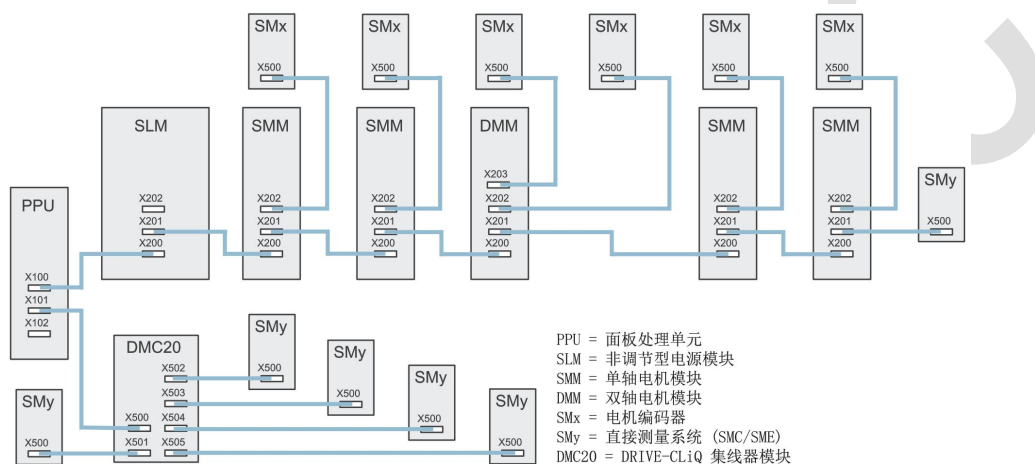 SMx SMx SMx SMx SMx SMx
X500 X500 X500 X500 X500 X500
SLM SMM SMM DMM SMM SMM
X203
SMy
PPU
X202 X202 X202 X202 X202 X202
X201 X201 X201 X201 X201 X201 X500
X200 X200 X200 X200 X200 X200
X100
X101
X102
SMy
DMC20
SMy
X502 X500
X503 X500
SMy
SMy SMy
X500 X504 X500
X500 X501 X505 X500
PPU = 面板处理单元
SLM = 非调节型电源模块
SMM = 单轴电机模块
DMM = 双轴电机模块
SMx = 电机编码器
SMy = 直接测量系统 (SMC/SME)
DMC20 = DRIVE-CLiQ 集线器模块